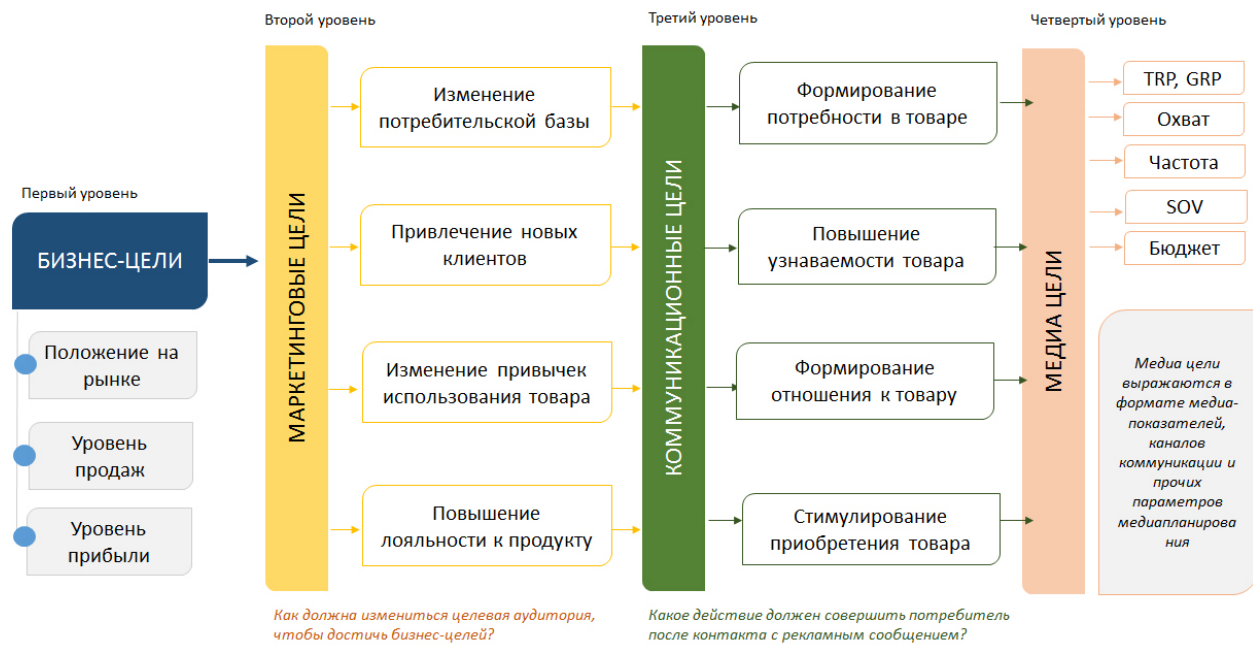 Первый уровень
БИЗНЕС-ЦЕЛИ
Положение на
рынке
Уровень
продаж
Уровень
прибыли
Второй уровень
МАРКЕТИНГОВЫЕ ЦЕЛИ
Изменение
потребительской базы
Привлечение новых
клиентов
Изменение привычек
использования товара
Повышение
лояльности к продукту
Как должна измениться целевая аудитория,
чтобы достичь бизнес-целей?
Третий уровень
КОММУНИКАЦИОННЫЕ ЦЕЛИ
Формирование
потребности в товаре
Повышение
узнаваемости товара
Формирование
отношения к товару
Стимулирование
приобретения товара
Какое действие должен совершить потребитель
после контакта с рекламным сообщением?
Четвертый уровень
МЕДИА ЦЕЛИ
TRP, GRP
Охват
Частота
SOV
Бюджет
Медиа цели
выражаются в
формате медиа-
показателей,
каналов
коммуникации и
прочих
параметров
медиапланирова
ния